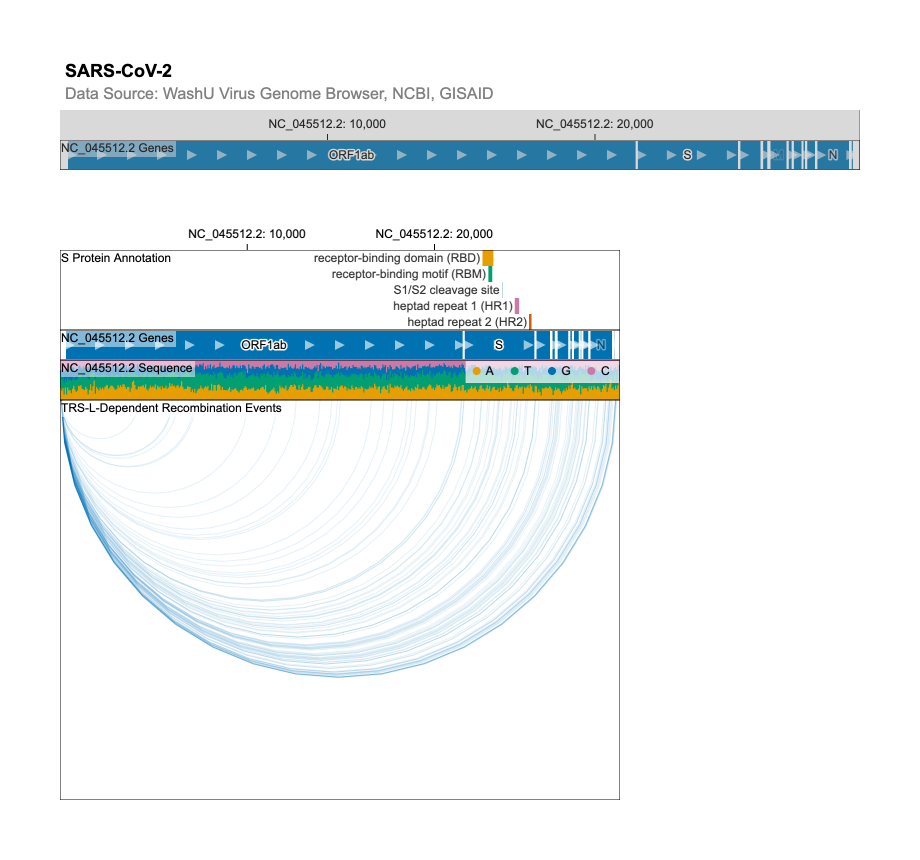 SARS-CoV-2
Data Source: WashU Virus Genome Browser, NCBI, GISAID
NC_045512.2: 10,000 NC_045512.2: 20,000
NC_045512.2 Genes ORF1ab S M N
NC_045512.2: 10,000 NC_045512.2: 20,000
S Protein Annotation receptor-binding domain (RBD)
receptor-binding motif (RBM)
S1/S2 cleavage site
heptad repeat 1 (HR1)
heptad repeat 2 (HR2)
NC_045512.2 Genes ORF1ab S N
NC_045512.2 Sequence A T G C
TRS-L-Dependent Recombination Events